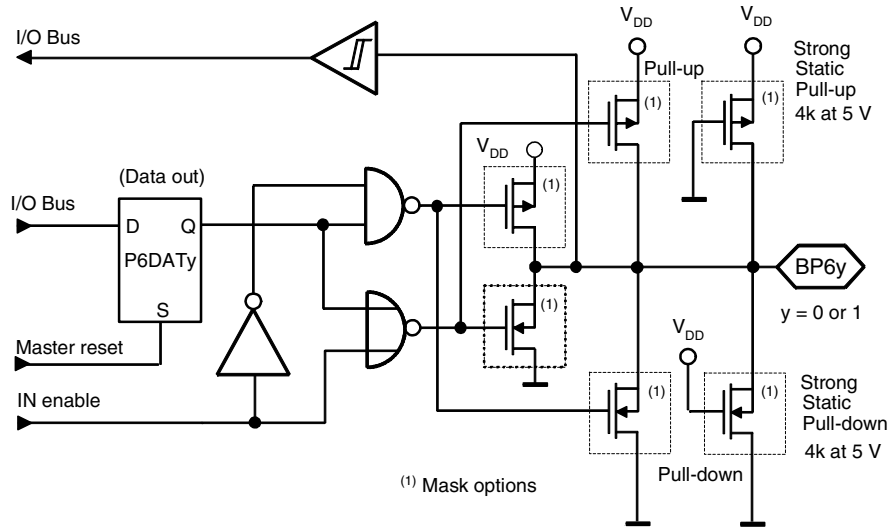 I/O Bus
V_DD
V_DD
Strong
Static
Pull-up
4k at 5 V
Pull-up
(1)
(1)
V_DD
(1)
(Data out)
I/O Bus
D
Q
P6DATy
S
BP6y
y = 0 or 1
(1)
Master reset
IN enable
V_DD
(1)
(1)
Strong
Static
Pull-down
4k at 5 V
Pull-down
(1) Mask options